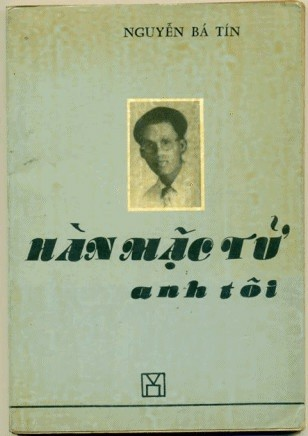 NGUYỄN BÁ TÍN
HÀN MẶC TỬ
anh tôi